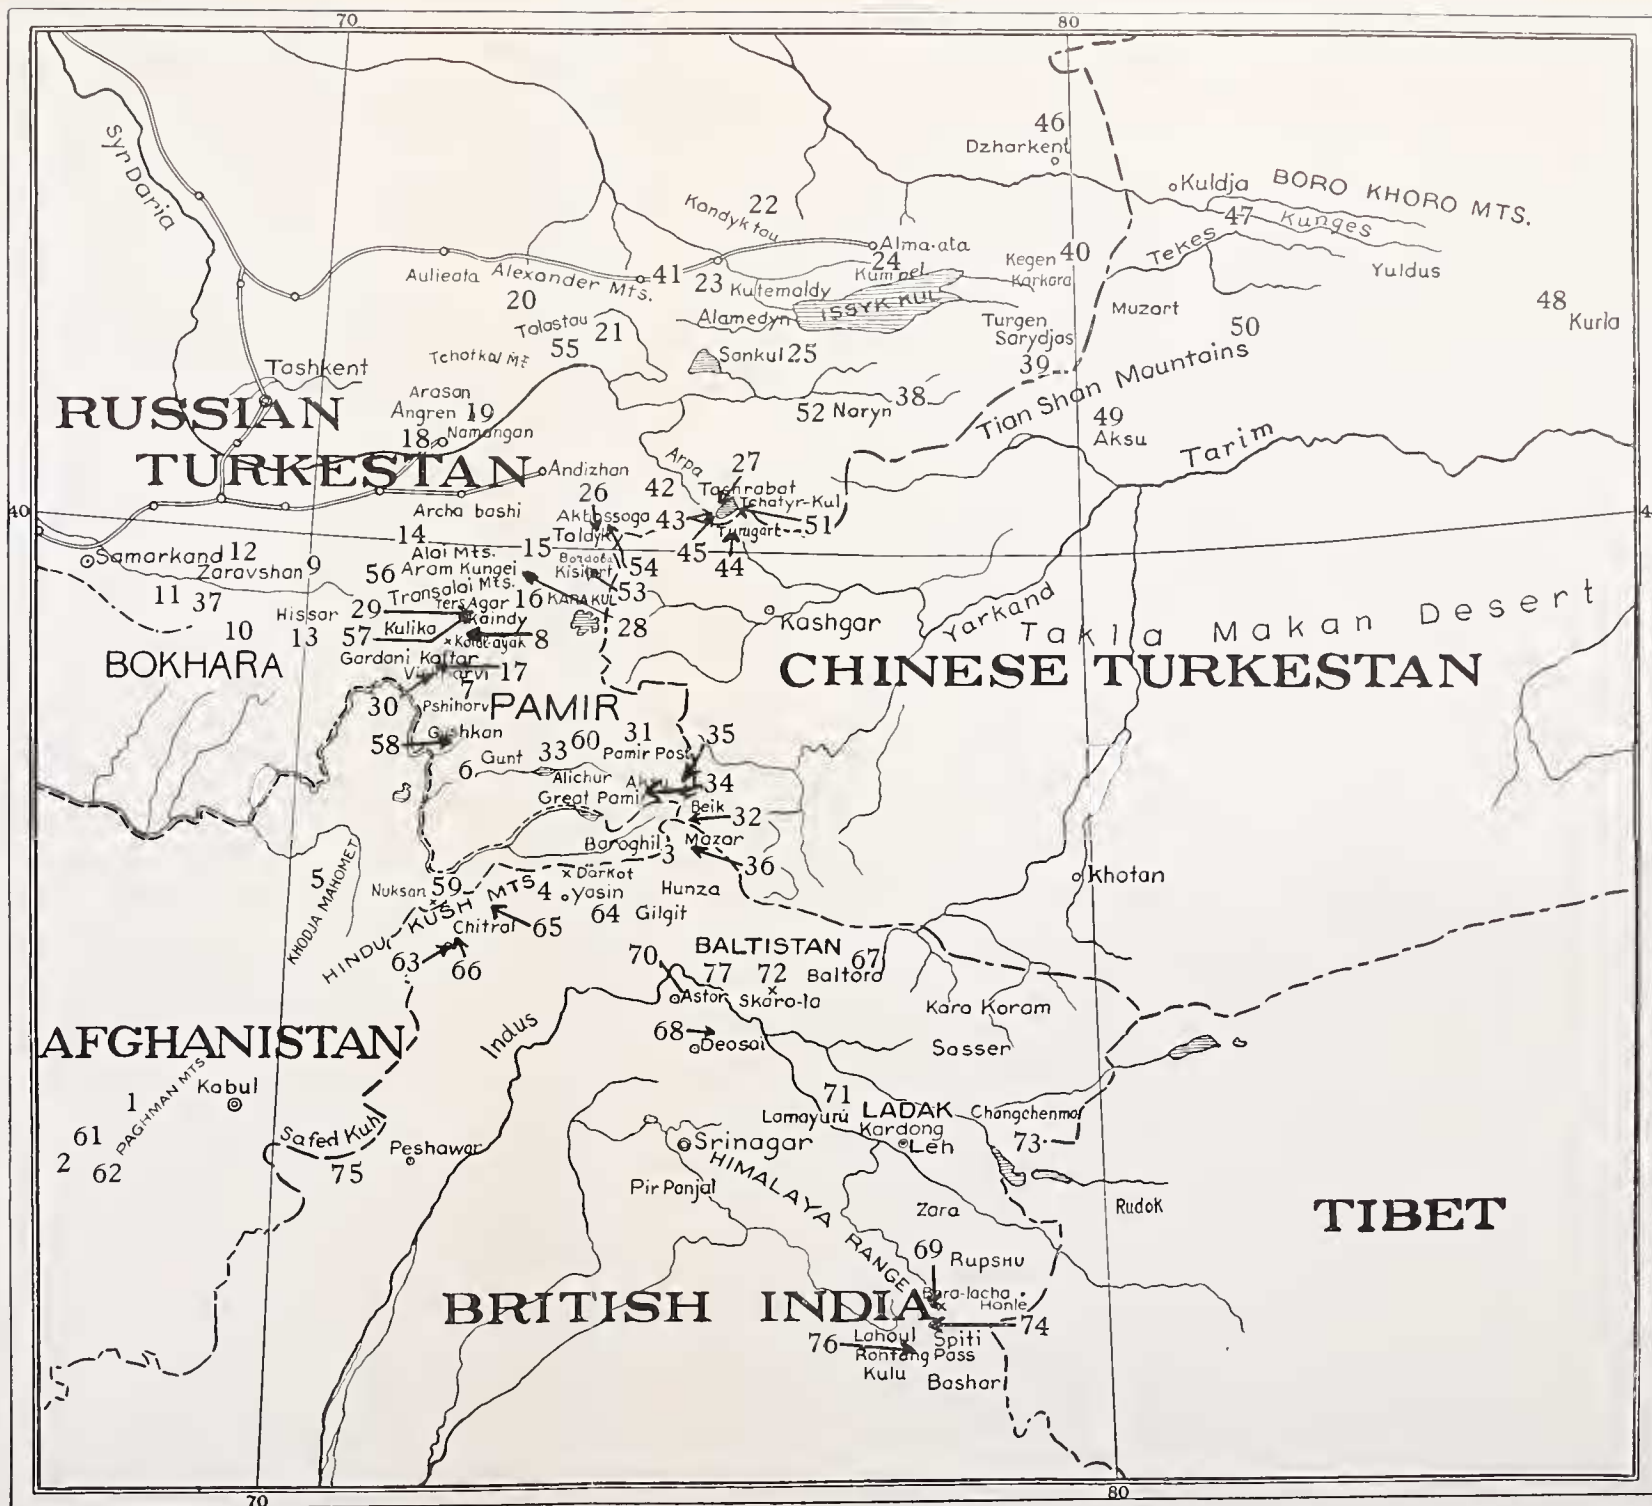 70
80
Syr Daria
46
Dzharkent
Kuldja
BORO KHORO MTS.
47
Kunges
Tekes
Yuldus
22
Kandyktau
Alma-ata
24
Kumpel
Kegen 40
Karkara
Aulieata
Alexander Mts.
41
23
Kutemaldy
20
ISSYK KUL
Muzart
48
Kurla
Talastau
21
Alamedyn
Turgen
Sarydjas
50
55
Tchotkal Mt
Sankul 25
39
Tian Shan Mountains
Tashkent
Arasan
Angren 19
52 Naryn
38
49
Aksu
RUSSIAN
TURKESTAN
18
Namangan
Tarim
Andizhan
Arpa
27
26
42
Tashrabat
Tchatyr-Kul
40
4
Archa bashi
43
Turugart
51
14
15
Taldyk
45
44
54
Samarkand 12
Zaravshan 9
Alai Mts.
56 Aram Kungei
Transalai Mts.
53
11
37
Hissar
29
Ters Agar 16
KARAKUL
Kaindy
28
Kashgar
Yarkand
Takla Makan Desert
10
13
57
Kulika
8
BOKHARA
Gardani Kaftar
17
CHINESE TURKESTAN
7
30
Pshihorv
PAMIR
58
Gushkan
31
35
6
Gunt
33
60
Pamir Post
Alichur
34
Great Pami
Beik
32
Baroghil
3
Mazar
36
5
KHODJA MAHOMET
Nuksan 59
Darkot
4
Yasin
Hunza
Khotan
HINDU KUSH MTS
64 Gilgit
Chitral
65
63
66
70
BALTISTAN
77
72
Baltoro
67
Astor
Skoro-la
Kara Koram
AFGHANISTAN
Indus
68
Deosai
Sasser
Kabul
1
PAGHMAN MTS
71
61
Lamayuru
LADAK
Changchenmo
Safed Kuh
Kardong
2
62
Peshawar
Srinagar
Leh
73
75
Pir Panjal
HIMALAYA RANGE
Zara
Rudok
TIBET
69
Rupshu
BRITISH INDIA
Bara-lacha
Honle
74
Lahoul
Spiti
76
Rohtang Pass
Kulu
Bashar
70
80